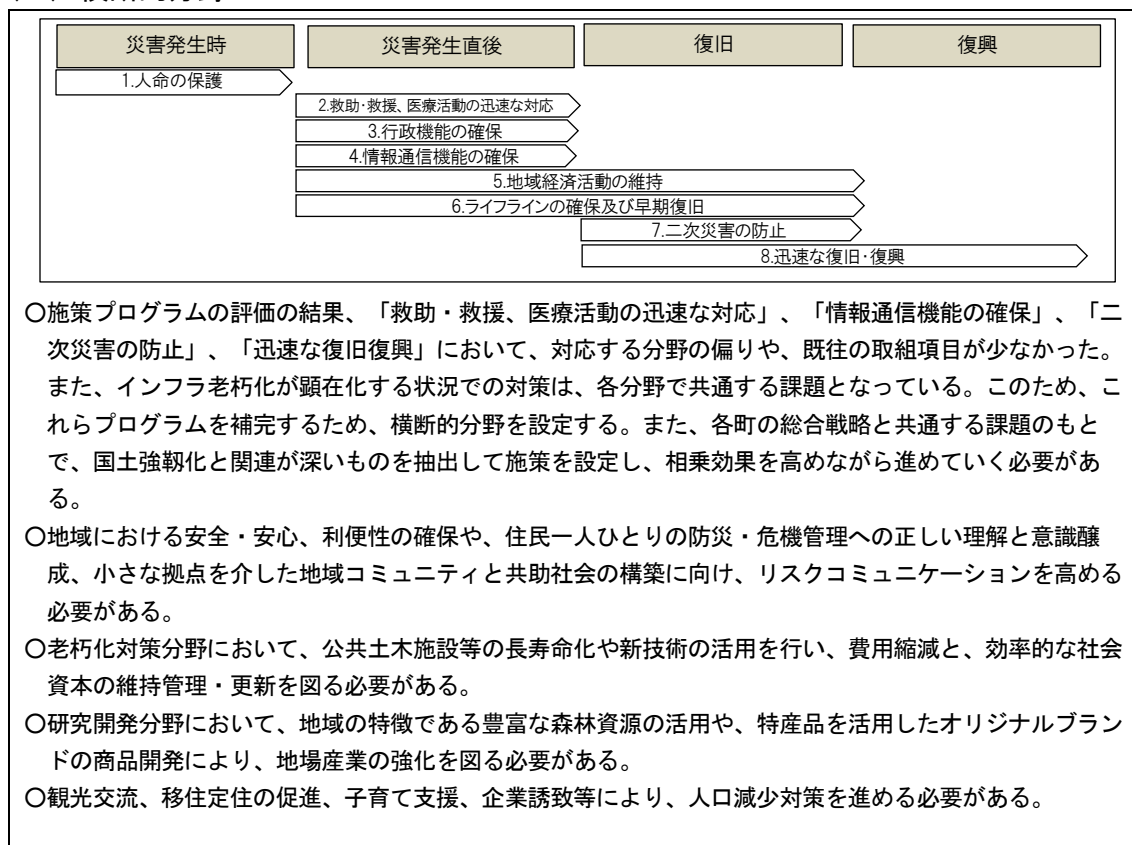 災害発生時
災害発生直後
復旧
復興
1.人命の保護
2.救助・救援、医療活動の迅速な対応
3.行政機能の確保
4.情報通信機能の確保
5.地域経済活動の維持
6.ライフラインの確保及び早期復旧
7.二次災害の防止
8.迅速な復旧・復興
〇施策プログラムの評価の結果、「救助・救援、医療活動の迅速な対応」、「情報通信機能の確保」、「二
次災害の防止」、「迅速な復旧復興」において、対応する分野の偏りや、既往の取組項目が少なかった。
また、インフラ老朽化が顕在化する状況での対策は、各分野で共通する課題となっている。このため、こ
れらプログラムを補完するため、横断的分野を設定する。また、各町の総合戦略と共通する課題のもと
で、国土強靱化と関連が深いものを抽出して施策を設定し、相乗効果を高めながら進めていく必要があ
る。
〇地域における安全・安心、利便性の確保や、住民一人ひとりの防災・危機管理への正しい理解と意識醸
成、小さな拠点を介した地域コミュニティと共助社会の構築に向け、リスクコミュニケーションを高める
必要がある。
〇老朽化対策分野において、公共土木施設等の長寿命化や新技術の活用を行い、費用縮減と、効率的な社会
資本の維持管理・更新を図る必要がある。
〇研究開発分野において、地域の特徴である豊富な森林資源の活用や、特産品を活用したオリジナルブラン
ドの商品開発により、地場産業の強化を図る必要がある。
〇観光交流、移住定住の促進、子育て支援、企業誘致等により、人口減少対策を進める必要がある。